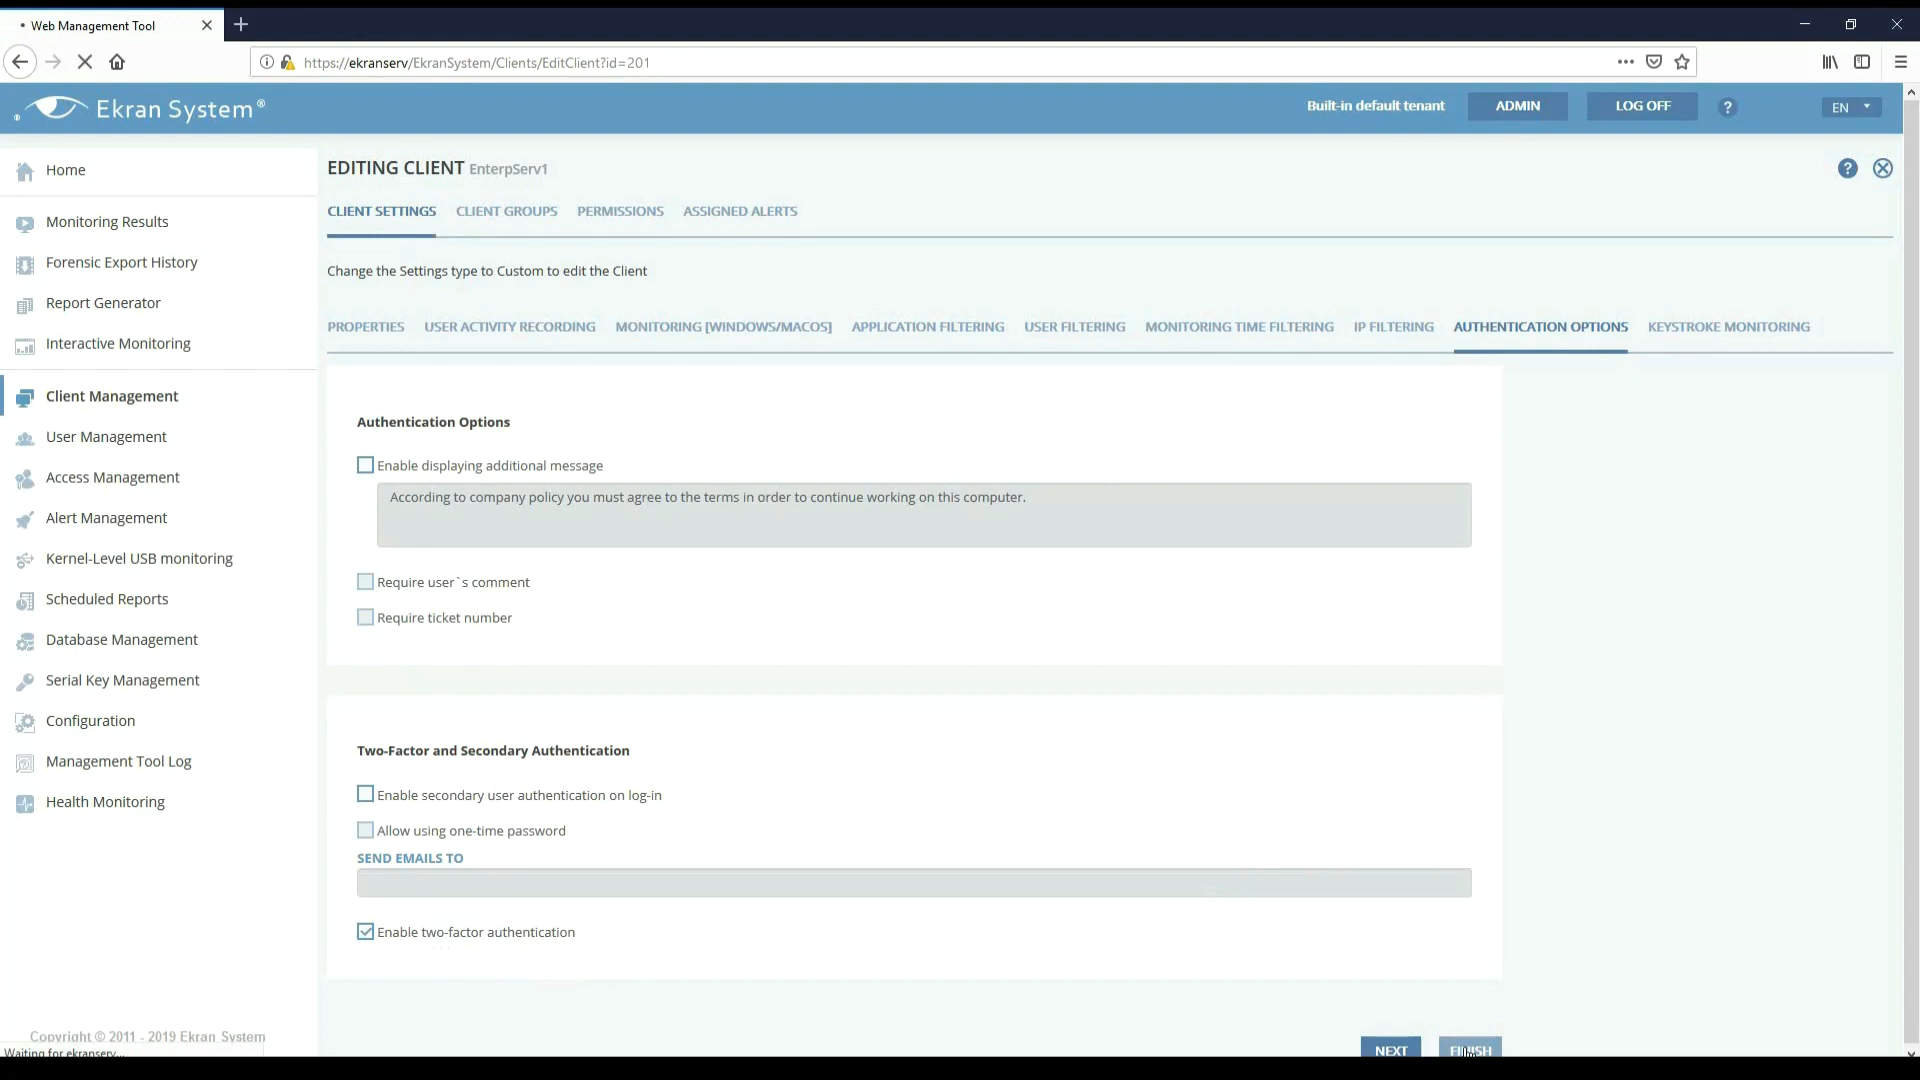 Web Management Tool
https://ekranserv/EkranSystem/Clients/EditClient?id=201
Ekran System®
Built-in default tenant
ADMIN
LOG OFF
?
EN
Home
Monitoring Results
Forensic Export History
Report Generator
Interactive Monitoring
Client Management
User Management
Access Management
Alert Management
Kernel-Level USB monitoring
Scheduled Reports
Database Management
Serial Key Management
Configuration
Management Tool Log
Health Monitoring
Copyright © 2011 - 2019 Ekran System
Waiting for ekranserv...
EDITING CLIENT EnterpServ1
?
CLIENT SETTINGS CLIENT GROUPS PERMISSIONS ASSIGNED ALERTS
Change the Settings type to Custom to edit the Client
PROPERTIES USER ACTIVITY RECORDING MONITORING [WINDOWS/MACOS] APPLICATION FILTERING USER FILTERING MONITORING TIME FILTERING IP FILTERING AUTHENTICATION OPTIONS KEYSTROKE MONITORING
Authentication Options
Enable displaying additional message
According to company policy you must agree to the terms in order to continue working on this computer.
Require user`s comment
Require ticket number
Two-Factor and Secondary Authentication
Enable secondary user authentication on log-in
Allow using one-time password
SEND EMAILS TO
Enable two-factor authentication
NEXT
FINISH